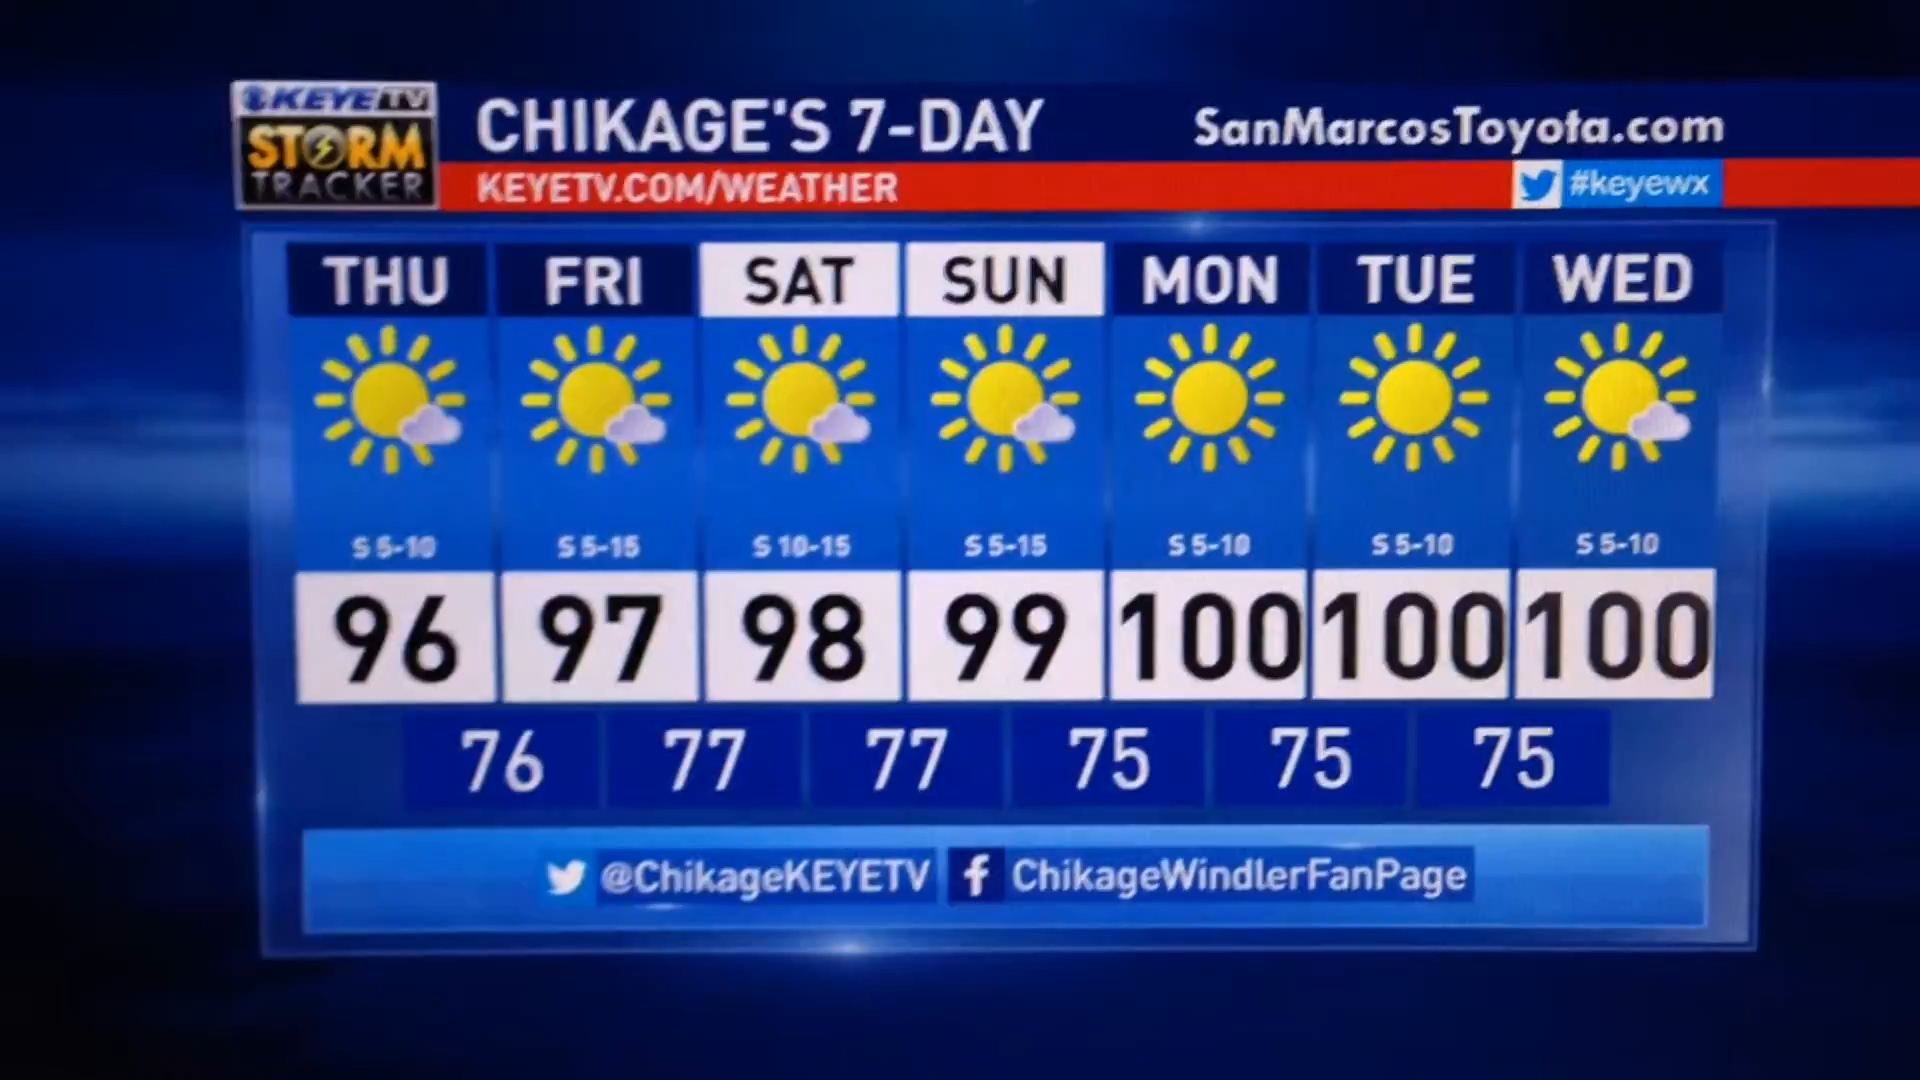 KEYE TV
STORM
TRACKER
CHIKAGE'S 7-DAY
SanMarcosToyota.com
KEYETV.COM/WEATHER
#keyewx
THU FRI SAT SUN MON TUE WED
S 5-10 S 5-15 S 10-15 S 5-15 S 5-10 S 5-10 S 5-10
96 97 98 99 100 100 100
76 77 77 75 75 75
@ChikageKEYETV ChikageWindlerFanPage